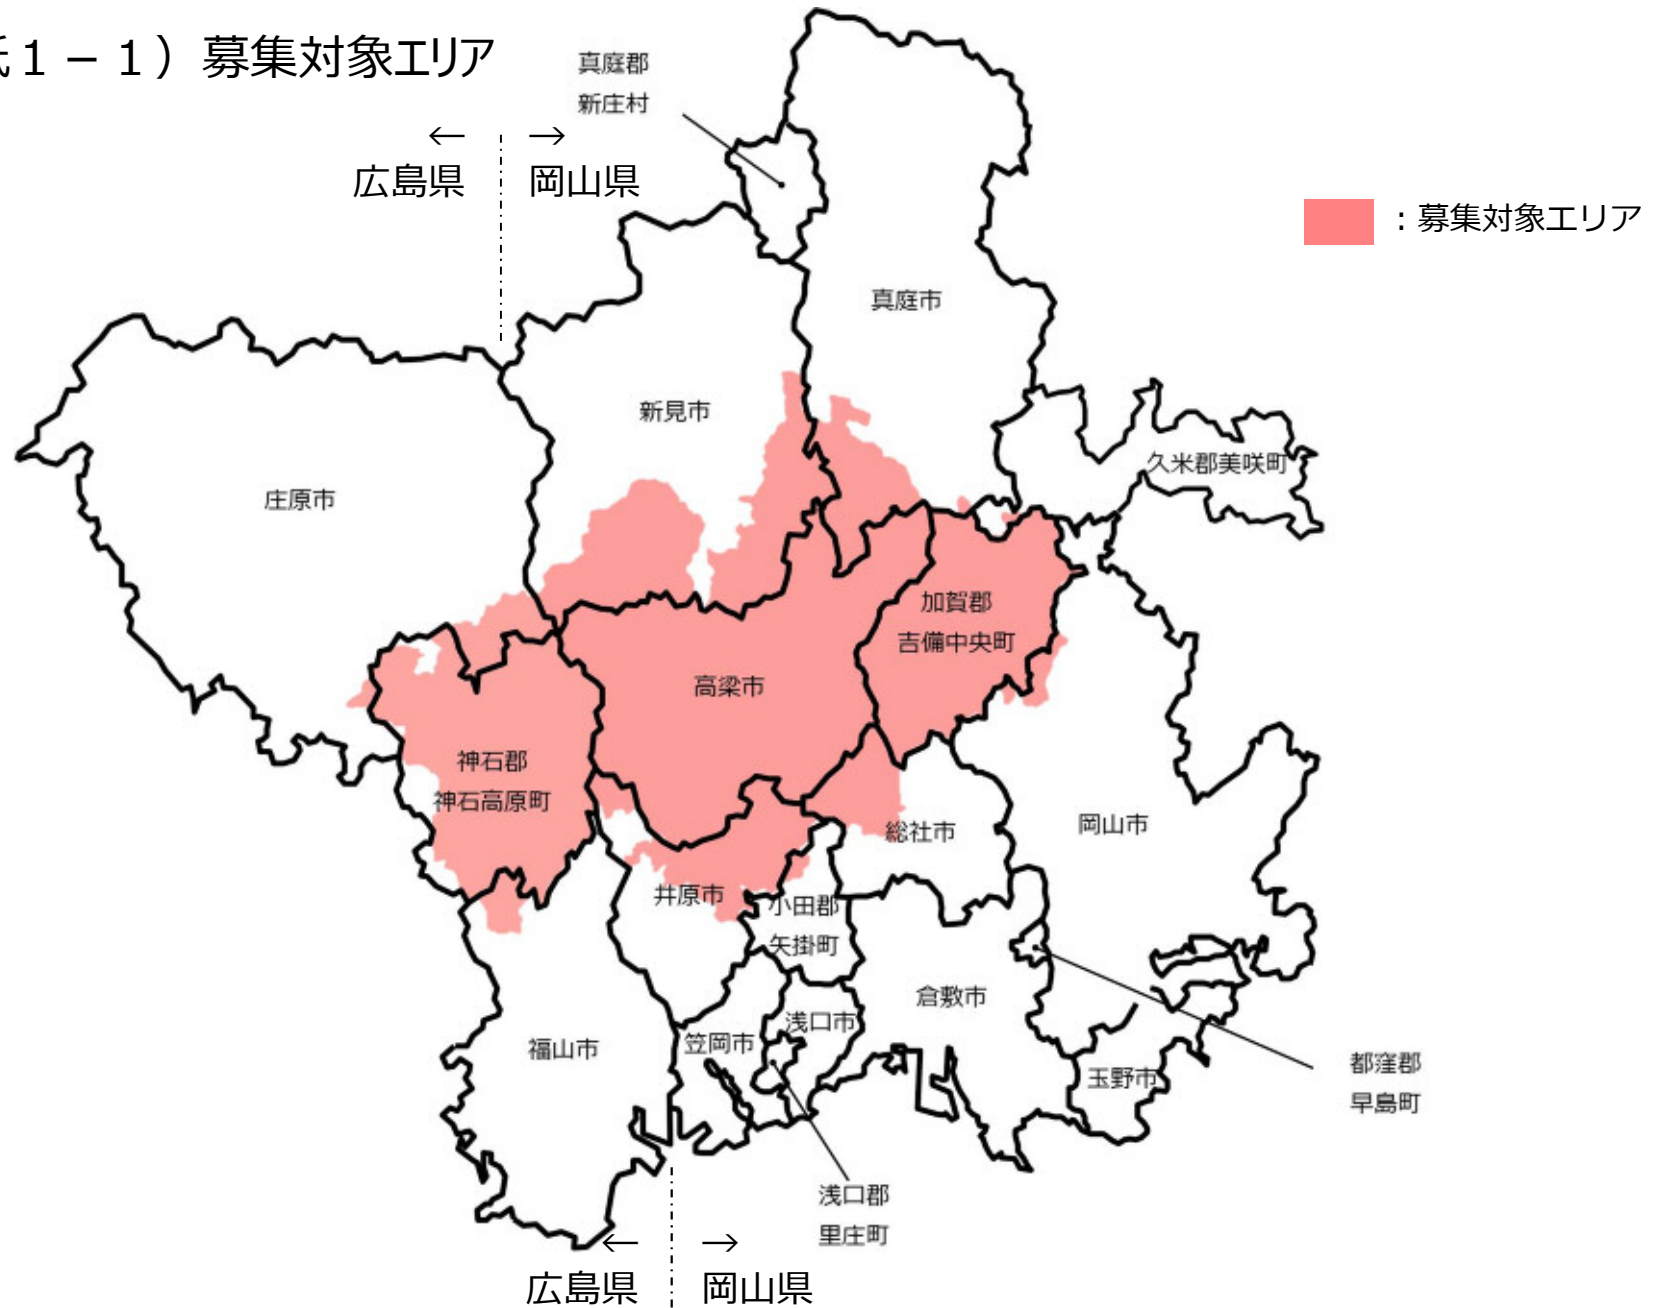 紙１－１）募集対象エリア
真庭郡
新庄村
← →
広島県 岡山県
：募集対象エリア
真庭市
新見市
久米郡美咲町
庄原市
加賀郡
吉備中央町
高梁市
神石郡
神石高原町
岡山市
総社市
井原市
小田郡
矢掛町
倉敷市
浅口市
笠岡市
福山市
玉野市
都窪郡
早島町
浅口郡
里庄町
← →
広島県 岡山県